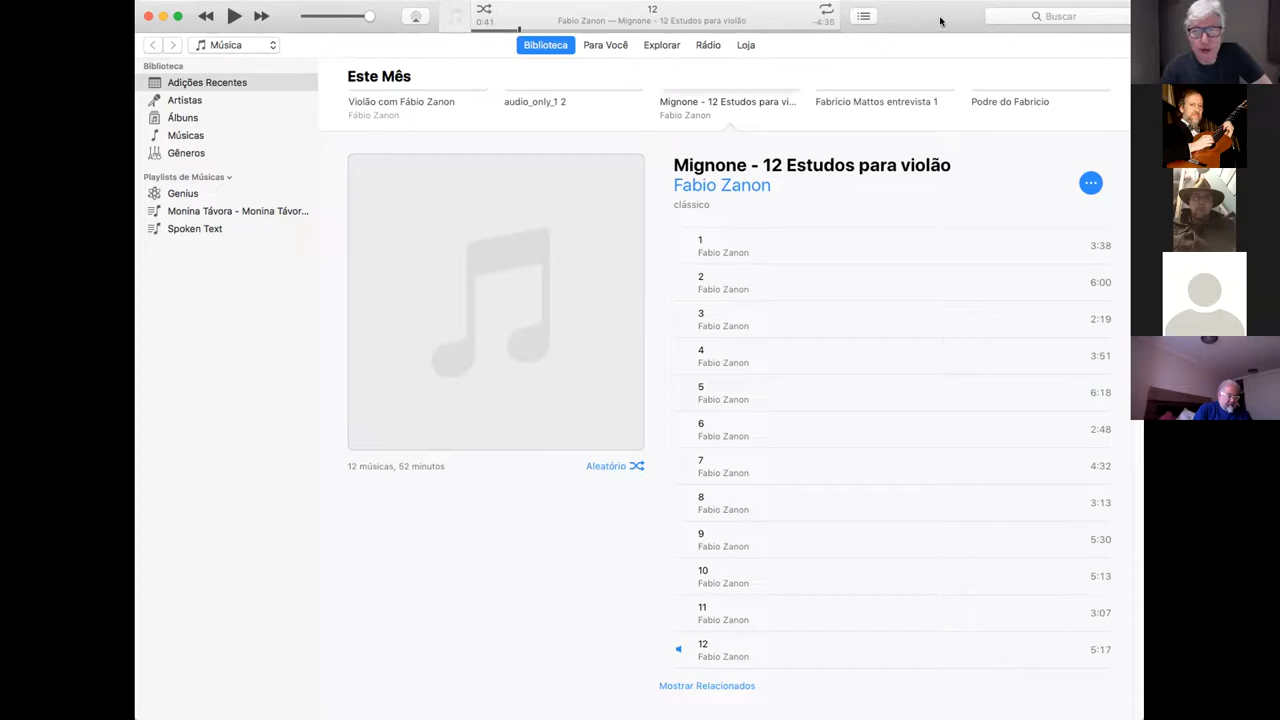 12
0:41
Fabio Zanon — Mignone - 12 Estudos para violão
-4:35
Buscar
Música
Biblioteca
Para Você
Explorar
Rádio
Loja
Biblioteca
Adições Recentes
Artistas
Álbuns
Músicas
Gêneros
Playlists de Músicas
Genius
Monina Távora - Monina Távor...
Spoken Text
Este Mês
Violão com Fábio Zanon
Fábio Zanon
audio_only_1 2
Mignone - 12 Estudos para vi...
Fabio Zanon
Fabricio Mattos entrevista 1
Podre do Fabricio
12 músicas, 52 minutos
Aleatório
Mignone - 12 Estudos para violão
Fabio Zanon
clássico
1
Fabio Zanon
3:38
2
Fabio Zanon
6:00
3
Fabio Zanon
2:19
4
Fabio Zanon
3:51
5
Fabio Zanon
6:18
6
Fabio Zanon
2:48
7
Fabio Zanon
4:32
8
Fabio Zanon
3:13
9
Fabio Zanon
5:30
10
Fabio Zanon
5:13
11
Fabio Zanon
3:07
12
Fabio Zanon
5:17
Mostrar Relacionados